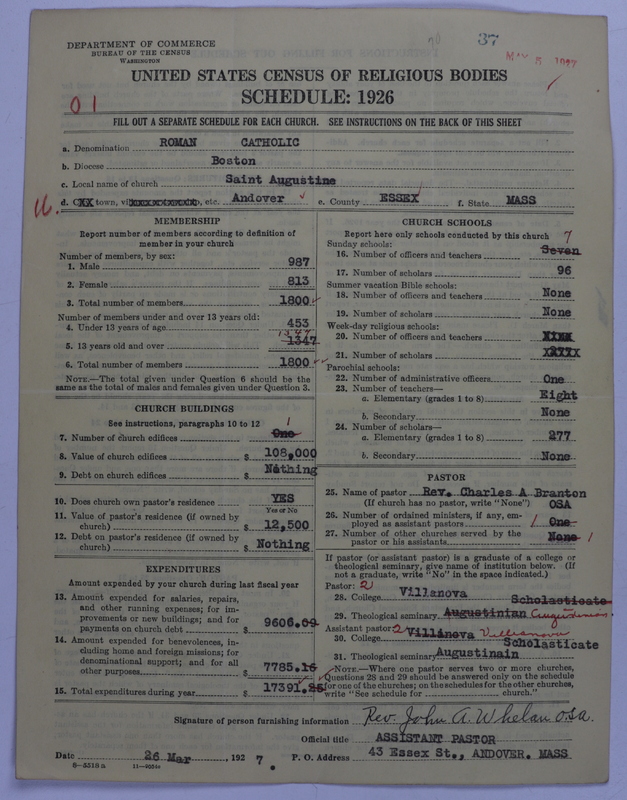 DEPARTMENT OF COMMERCE
BUREAU OF THE CENSUS
WASHINGTON
37
UNITED STATES CENSUS OF RELIGIOUS BODIES
SCHEDULE: 1926
01
FILL OUT A SEPARATE SCHEDULE FOR EACH CHURCH. SEE INSTRUCTIONS ON THE BACK OF THIS SHEET
a. Denomination ROMAN CATHOLIC
b. Diocese Boston
c. Local name of church Saint Augustine
d. town, etc. Andover e. County ESSEX f. State MASS
MEMBERSHIP
Report number of members according to definition of
member in your church
Number of members, by sex:
1. Male 987
2. Female 813
3. Total number of members 1800
Number of members under and over 13 years old:
4. Under 13 years of age 453
1347
5. 13 years old and over 1347
6. Total number of members 1800
NOTE.—The total given under Question 6 should be the
same as the total of males and females given under Question 3.
CHURCH BUILDINGS
See instructions, paragraphs 10 to 12 1
7. Number of church edifices One
8. Value of church edifices $ 108,000
9. Debt on church edifices $ Nothing
10. Does church own pastor's residence YES
Yes or No
11. Value of pastor's residence (if owned by
church) $ 12,500
12. Debt on pastor's residence (if owned by
church) $ Nothing
EXPENDITURES
Amount expended by your church during last fiscal year
13. Amount expended for salaries, repairs,
and other running expenses; for im-
provements or new buildings; and for
payments on church debt $ 9606.09
14. Amount expended for benevolences, in-
cluding home and foreign missions; for
denominational support; and for all
other purposes $ 7785.16
15. Total expenditures during year $ 17391.25
CHURCH SCHOOLS
Report here only schools conducted by this church 7
Sunday schools:
16. Number of officers and teachers Seven
17. Number of scholars 96
Summer vacation Bible schools:
18. Number of officers and teachers None
19. Number of scholars None
Week-day religious schools:
20. Number of officers and teachers
21. Number of scholars
Parochial schools:
22. Number of administrative officers One
23. Number of teachers—
a. Elementary (grades 1 to 8) Eight
b. Secondary None
24. Number of scholars—
a. Elementary (grades 1 to 8) 277
b. Secondary None
PASTOR
25. Name of pastor Rev. Charles A Branton
(If church has no pastor, write "None") OSA
26. Number of ordained ministers, if any, em-
ployed as assistant pastors 1 One
27. Number of other churches served by the
pastor or his assistants None 1
If pastor (or assistant pastor) is a graduate of a college or
theological seminary, give name of institution below. (If
not a graduate, write "No" in the space indicated.)
Pastor: 2
28. College Villanova
Scholasticate
29. Theological seminary Augustinian
Assistant pastor: 2
30. College Villanova
Scholasticate
31. Theological seminary Augustinain
NOTE.—Where one pastor serves two or more churches,
Questions 28 and 29 should be answered only on the schedule
for one of the churches; on the schedules for the other churches,
write "See schedule for church."
Signature of person furnishing information Rev. John A. Whelan O.S.A.
Official title ASSISTANT PASTOR
Date 26 Mar, 1927. P. O. Address 43 Essex St., ANDOVER. MASS